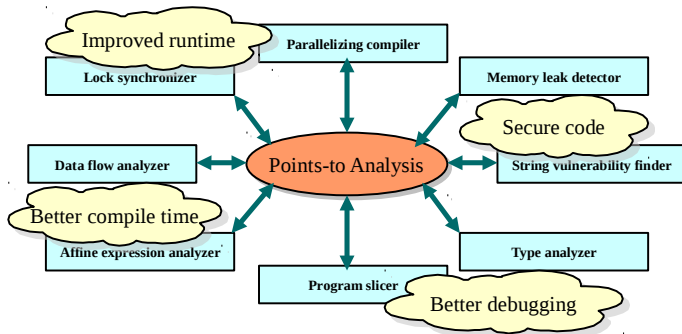 Improved runtime
Parallelizing compiler
Lock synchronizer
Memory leak detector
Secure code
Data flow analyzer
Points-to Analysis
String vulnerability finder
Better compile time
Affine expression analyzer
Type analyzer
Program slicer
Better debugging